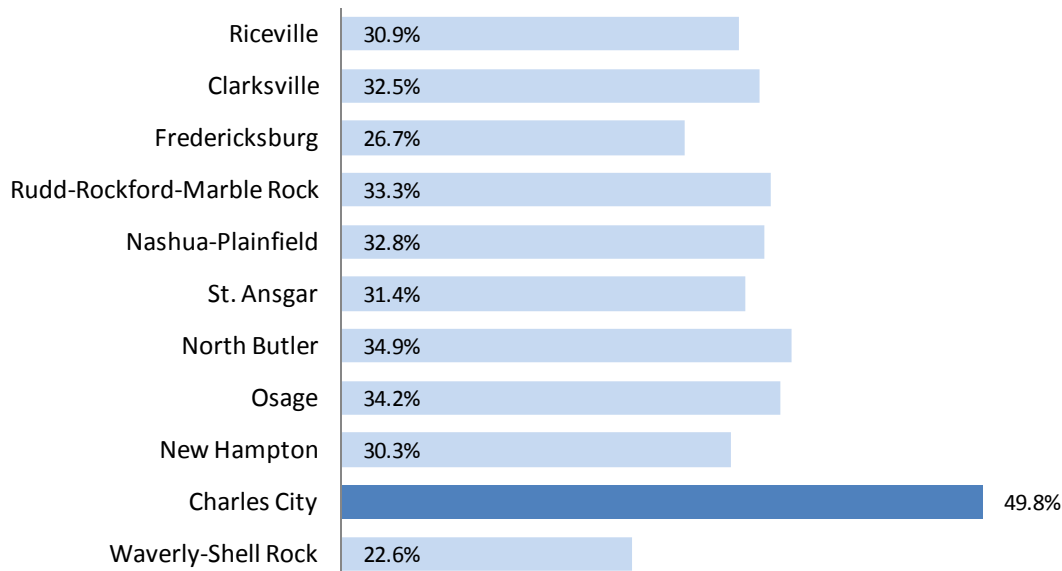 Riceville 30.9%
Clarksville 32.5%
Fredericksburg 26.7%
Rudd-Rockford-Marble Rock 33.3%
Nashua-Plainfield 32.8%
St. Ansgar 31.4%
North Butler 34.9%
Osage 34.2%
New Hampton 30.3%
Charles City 49.8%
Waverly-Shell Rock 22.6%